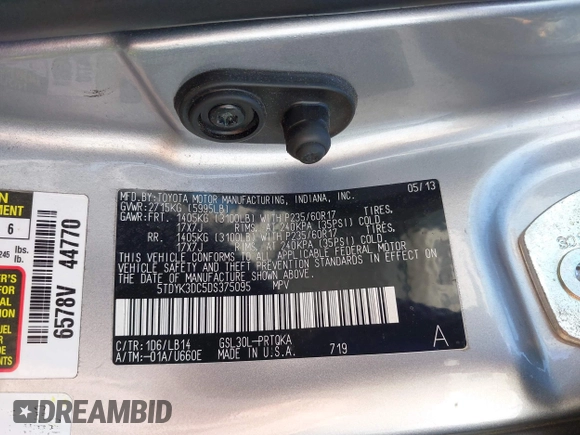 MFD.BY:TOYOTA MOTOR MANUFACTURING, INDIANA, INC. 05/13
GVWR:2715KG (5995LB)
GAWR:FRT. 1405KG (3100LB) WITH P235/60R17 TIRES,
17X7J RIMS, AT 240KPA (35PSI) COLD.
RR. 1405KG (3100LB) WITH P235/60R17 TIRES,
17X7J RIMS, AT 240KPA (35PSI) COLD.
THIS VEHICLE CONFORMS TO ALL APPLICABLE FEDERAL MOTOR
VEHICLE SAFETY AND THEFT PREVENTION STANDARDS IN EFFECT ON
THE DATE OF MANUFACTURE SHOWN ABOVE.
5TDYK3DC5DS375095 MPV
C/TR: 1D6/LB14 GSL30L-PRTQKA A
A/TM:-01A/U660E MADE IN U.S.A. 719
6
245 lbs
6578V 44770
DREAMBID